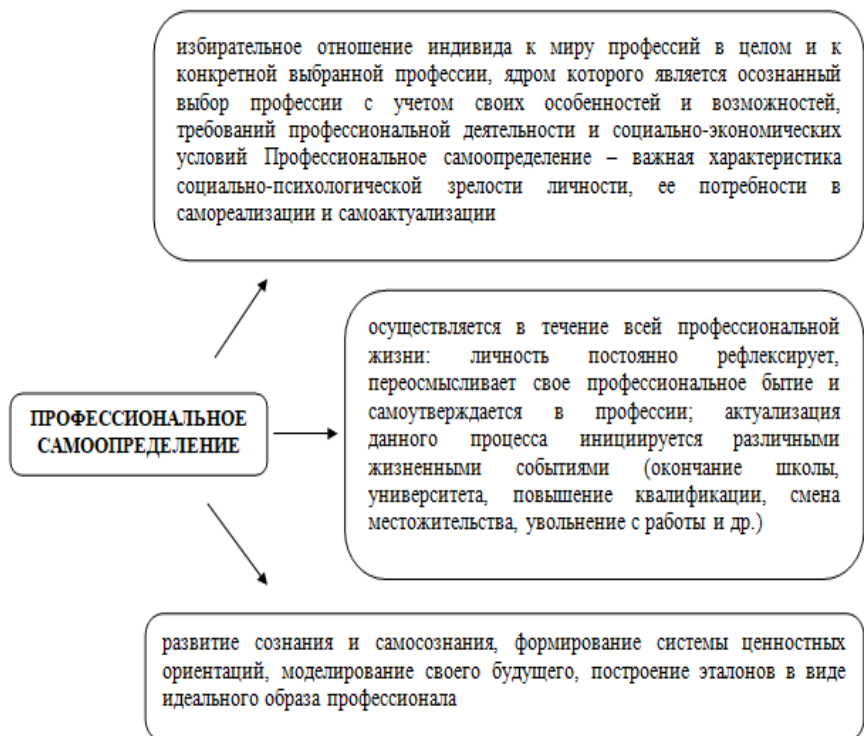 избирательное отношение индивида к миру профессий в целом и к
конкретной выбранной профессии, ядром которого является осознанный
выбор профессии с учетом своих особенностей и возможностей,
требований профессиональной деятельности и социально-экономических
условий Профессиональное самоопределение – важная характеристика
социально-психологической зрелости личности, ее потребности в
самореализации и самоактуализации
осуществляется в течение всей профессиональной
жизни: личность постоянно рефлексирует,
переосмысливает свое профессиональное бытие и
самоутверждается в профессии; актуализация
данного процесса инициируется различными
жизненными событиями (окончание школы,
университета, повышение квалификации, смена
местожительства, увольнение с работы и др.)
ПРОФЕССИОНАЛЬНОЕ
САМООПРЕДЕЛЕНИЕ
развитие сознания и самосознания, формирование системы ценностных
ориентаций, моделирование своего будущего, построение эталонов в виде
идеального образа профессионала